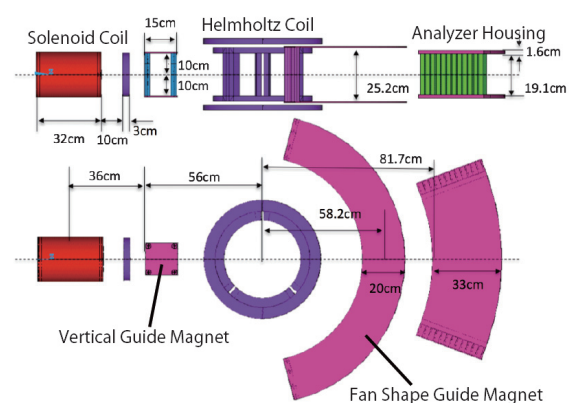 15cm
Helmholtz Coil
Solenoid Coil
Analyzer Housing
1.6cm
10cm
10cm
25.2cm
19.1cm
3cm
32cm
10cm
81.7cm
36cm
56cm
58.2cm
20cm
33cm
Vertical Guide Magnet
Fan Shape Guide Magnet